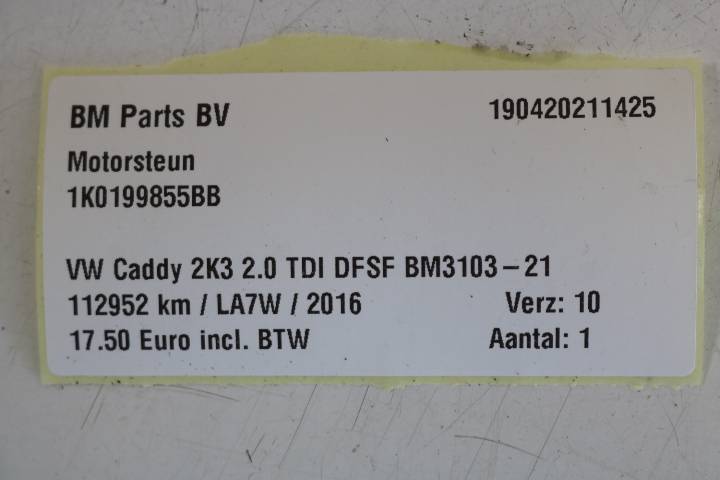 BM Parts BV 190420211425
Motorsteun
1K0199855BB
VW Caddy 2K3 2.0 TDI DFSF BM3103-21
112952 km / LA7W / 2016 Verz: 10
17.50 Euro incl. BTW Aantal: 1